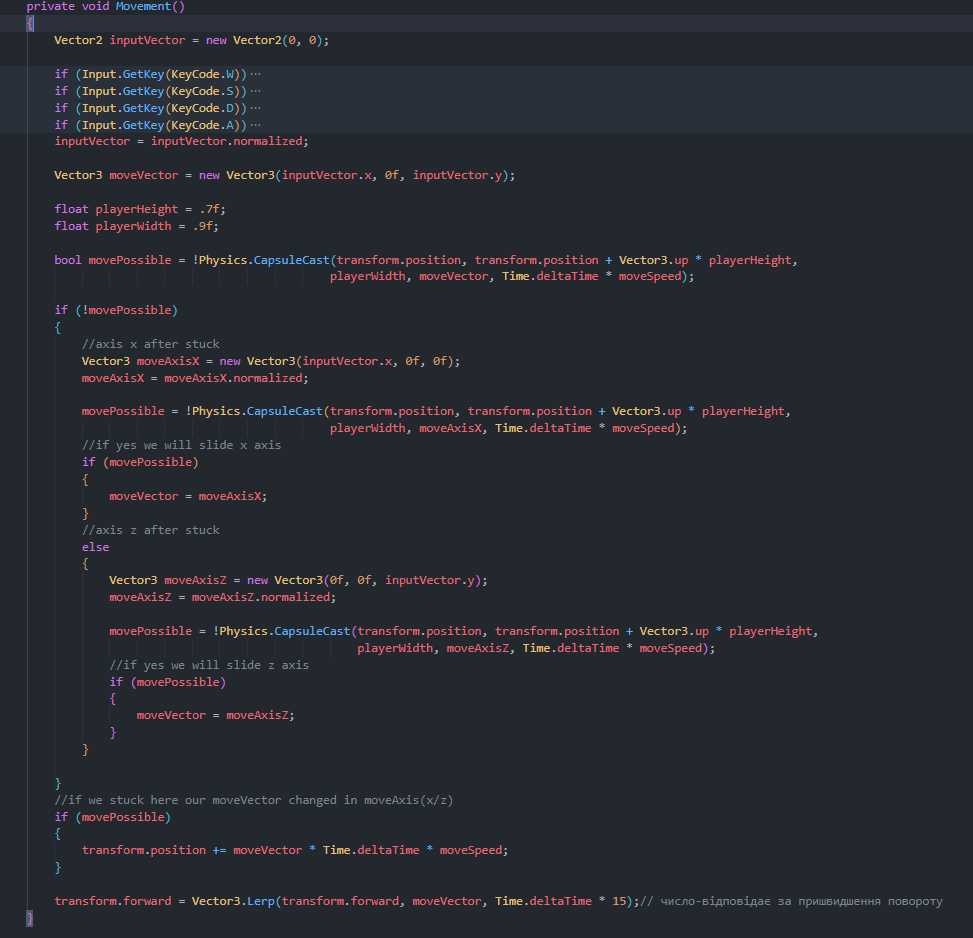 private void Movement()
{
Vector2 inputVector = new Vector2(0, 0);
if (Input.GetKey(KeyCode.W))···
if (Input.GetKey(KeyCode.S))···
if (Input.GetKey(KeyCode.D))···
if (Input.GetKey(KeyCode.A))···
inputVector = inputVector.normalized;
Vector3 moveVector = new Vector3(inputVector.x, 0f, inputVector.y);
float playerHeight = .7f;
float playerWidth = .9f;
bool movePossible = !Physics.CapsuleCast(transform.position, transform.position + Vector3.up * playerHeight,
playerWidth, moveVector, Time.deltaTime * moveSpeed);
if (!movePossible)
{
//axis x after stuck
Vector3 moveAxisX = new Vector3(inputVector.x, 0f, 0f);
moveAxisX = moveAxisX.normalized;
movePossible = !Physics.CapsuleCast(transform.position, transform.position + Vector3.up * playerHeight,
playerWidth, moveAxisX, Time.deltaTime * moveSpeed);
//if yes we will slide x axis
if (movePossible)
{
moveVector = moveAxisX;
}
//axis z after stuck
else
{
Vector3 moveAxisZ = new Vector3(0f, 0f, inputVector.y);
moveAxisZ = moveAxisZ.normalized;
movePossible = !Physics.CapsuleCast(transform.position, transform.position + Vector3.up * playerHeight,
playerWidth, moveAxisZ, Time.deltaTime * moveSpeed);
//if yes we will slide z axis
if (movePossible)
{
moveVector = moveAxisZ;
}
}
}
//if we stuck here our moveVector changed in moveAxis(x/z)
if (movePossible)
{
transform.position += moveVector * Time.deltaTime * moveSpeed;
}
transform.forward = Vector3.Lerp(transform.forward, moveVector, Time.deltaTime * 15);// число-відповідає за пришвидшення повороту
}